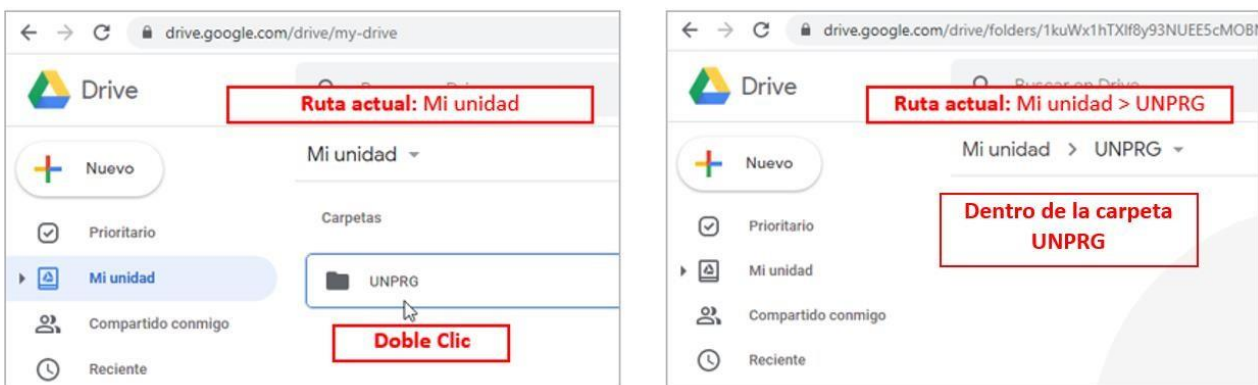 drive.google.com/drive/my-drive
Drive
Ruta actual: Mi unidad
Nuevo
Mi unidad
Prioritario
Carpetas
Mi unidad
UNPRG
Compartido conmigo
Doble Clic
Reciente
drive.google.com/drive/folders/1kuWx1hTXIf8y93NUEE5cMOB
Drive
Buscar en Drive
Ruta actual: Mi unidad > UNPRG
Nuevo
Mi unidad > UNPRG
Prioritario
Dentro de la carpeta
UNPRG
Mi unidad
Compartido conmigo
Reciente